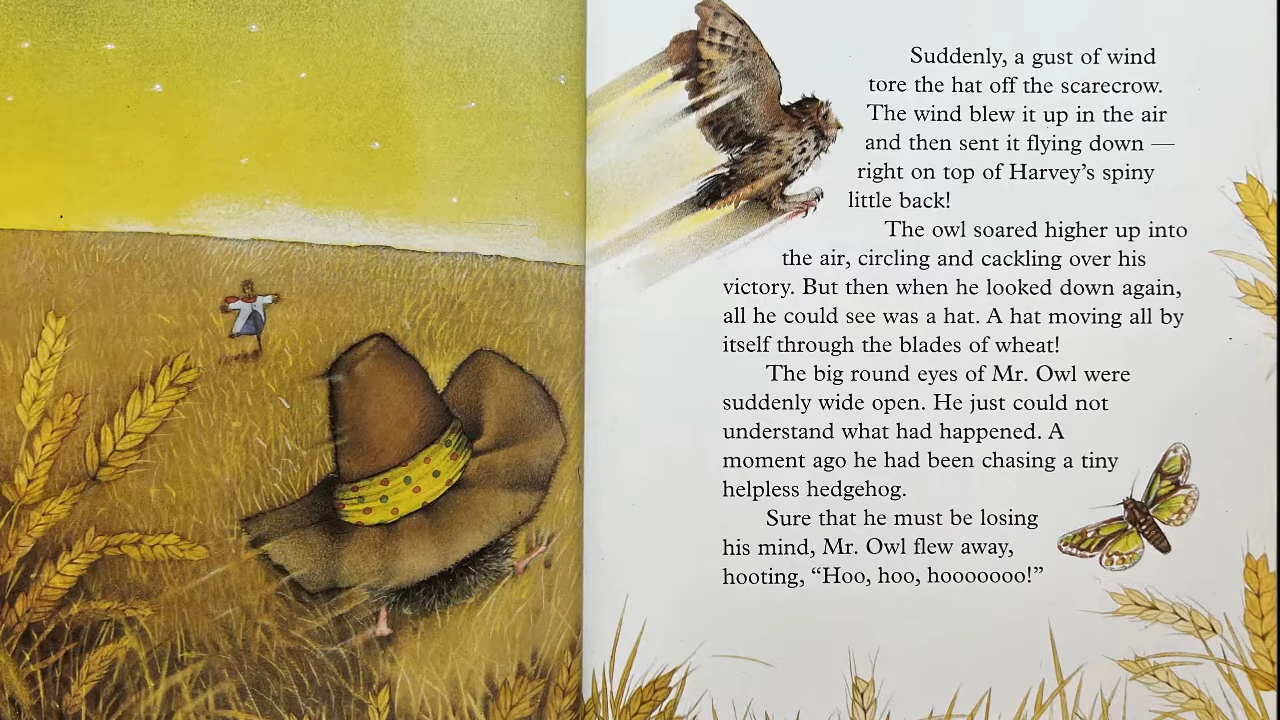 Suddenly, a gust of wind
tore the hat off the scarecrow.
The wind blew it up in the air
and then sent it flying down —
right on top of Harvey’s spiny
little back!
The owl soared higher up into
the air, circling and cackling over his
victory. But then when he looked down again,
all he could see was a hat. A hat moving all by
itself through the blades of wheat!
The big round eyes of Mr. Owl were
suddenly wide open. He just could not
understand what had happened. A
moment ago he had been chasing a tiny
helpless hedgehog.
Sure that he must be losing
his mind, Mr. Owl flew away,
hooting, “Hoo, hoo, hooooooo!”